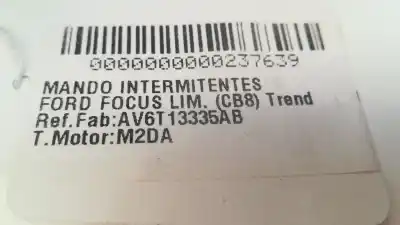 0000000000237639
MANDO INTERMITENTES
FORD FOCUS LIM. (CB8) Trend
Ref.Fab:AV6T13335AB
T.Motor:M2DA